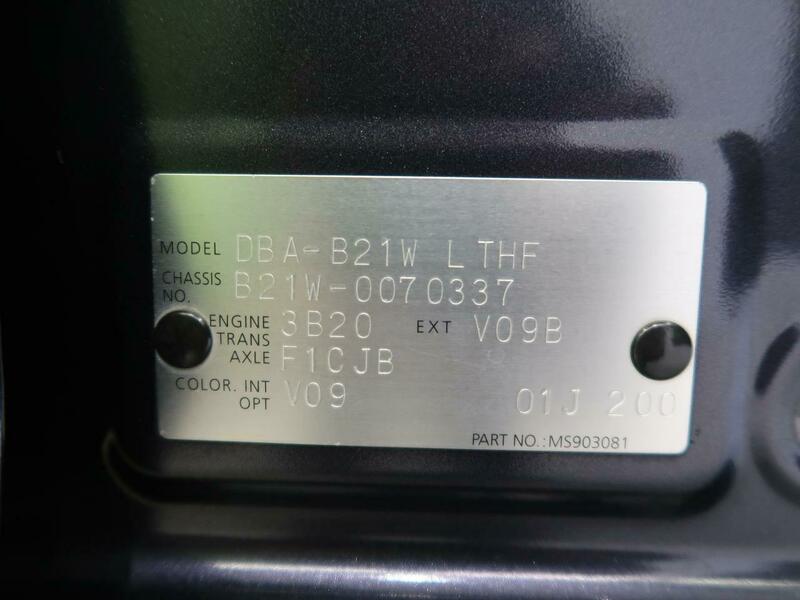 MODEL DBA-B21W LTHF
CHASSIS NO. B21W-0070337
ENGINE 3B20 EXT V09B
TRANS AXLE F1CJB
COLOR. INT OPT V09 01J 200
PART NO.:MS903081